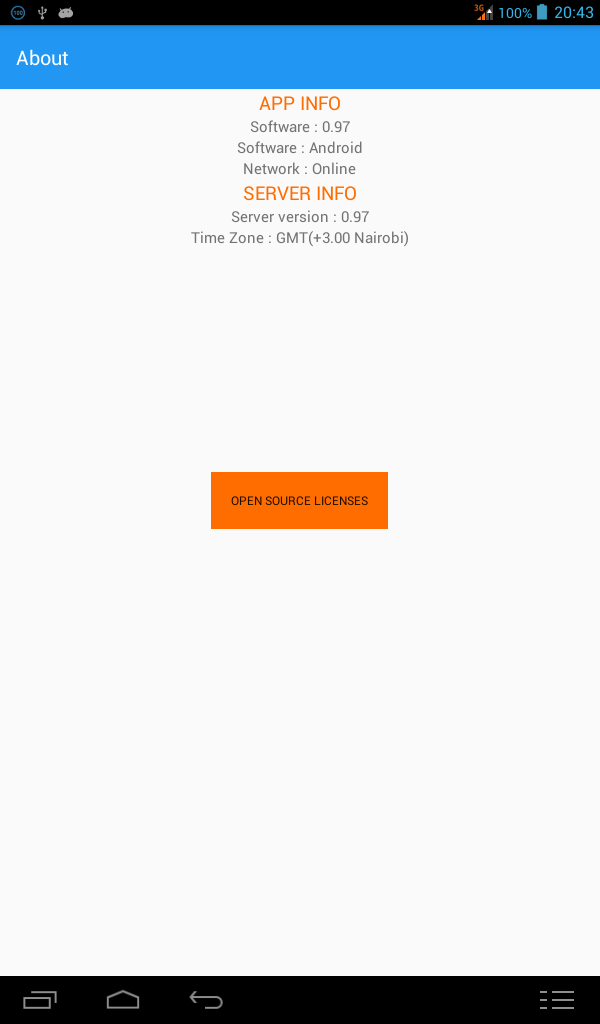 100 3G 100% 20:43
About
APP INFO
Software : 0.97
Software : Android
Network : Online
SERVER INFO
Server version : 0.97
Time Zone : GMT(+3.00 Nairobi)
OPEN SOURCE LICENSES